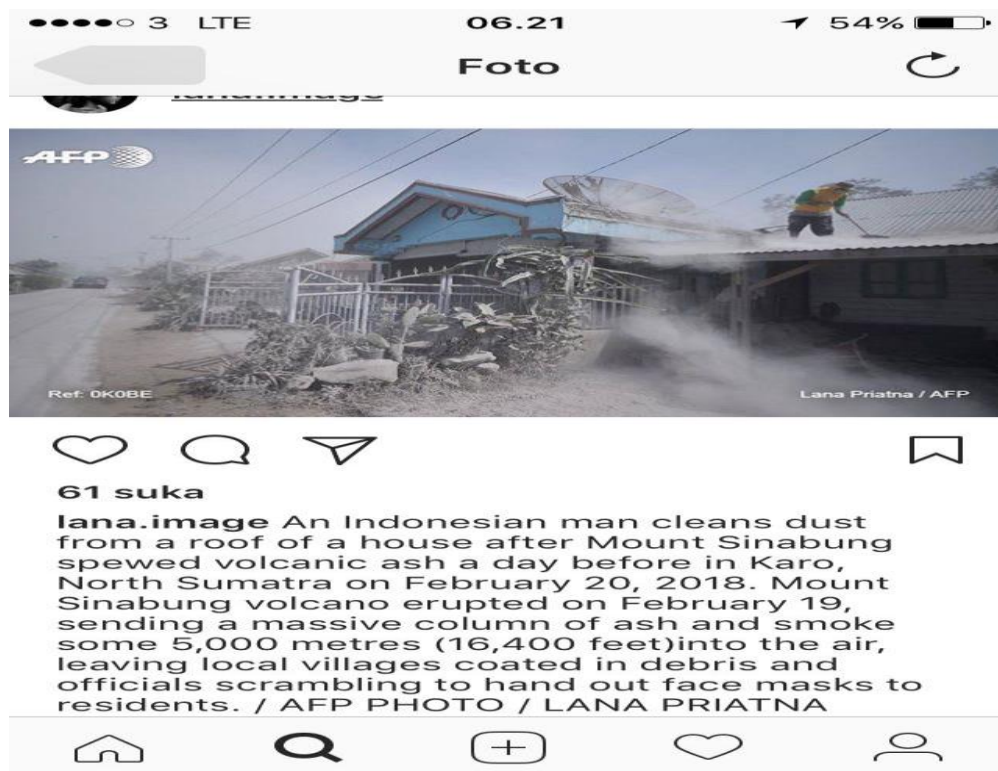 3 LTE 06.21 54%
Foto
AFP
Ref: 0K0BE
Lana Priatna / AFP
61 suka
lana.image An Indonesian man cleans dust
from a roof of a house after Mount Sinabung
spewed volcanic ash a day before in Karo,
North Sumatra on February 20, 2018. Mount
Sinabung volcano erupted on February 19,
sending a massive column of ash and smoke
some 5,000 metres (16,400 feet)into the air,
leaving local villages coated in debris and
officials scrambling to hand out face masks to
residents. / AFP PHOTO / LANA PRIATNA